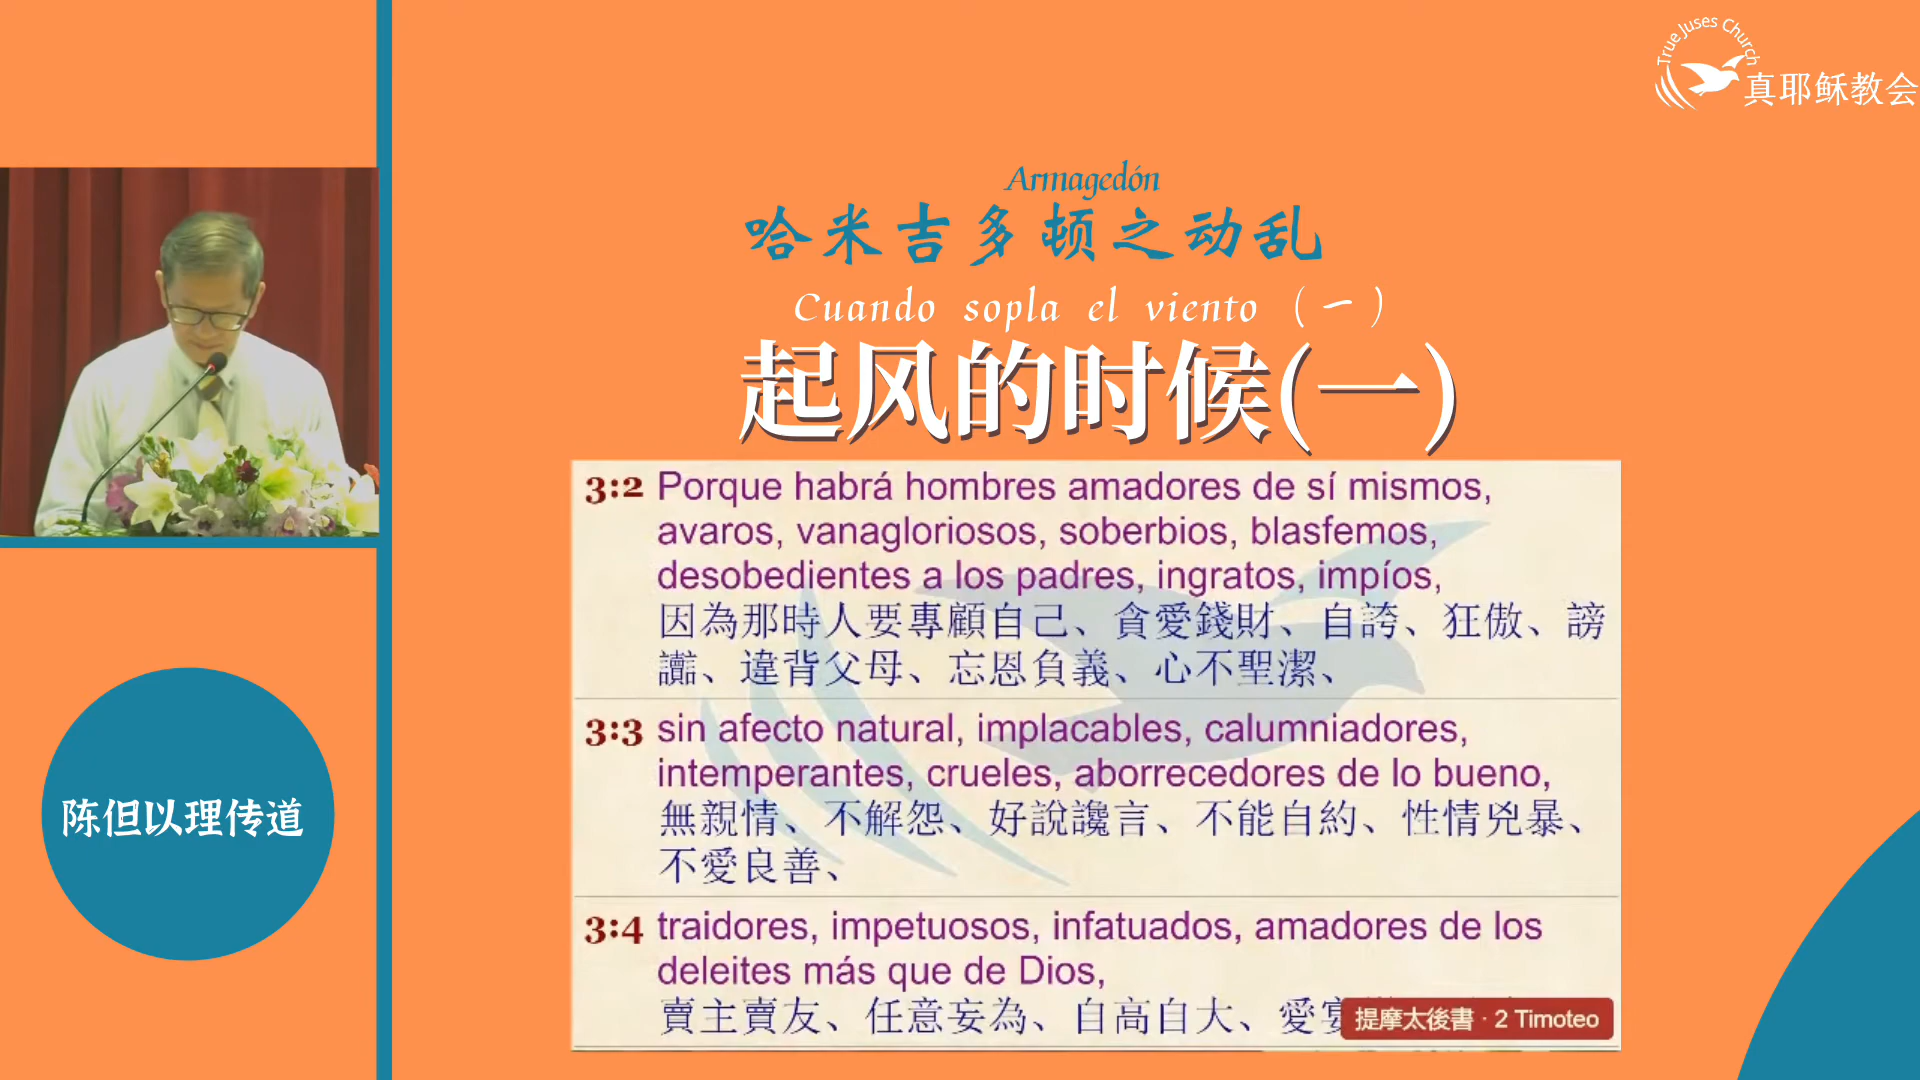 True Juses Church
真耶稣教会
Armagedón
哈米吉多顿之动乱
Cuando sopla el viento (一)
起风的时候(一)
3:2 Porque habrá hombres amadores de sí mismos,
avaros, vanagloriosos, soberbios, blasfemos,
desobedientes a los padres, ingratos, impíos,
因為那時人要專顧自己、貪愛錢財、自誇、狂傲、謗
讟、違背父母、忘恩負義、心不聖潔、
3:3 sin afecto natural, implacables, calumniadores,
intemperantes, crueles, aborrecedores de lo bueno,
無親情、不解怨、好說讒言、不能自約、性情兇暴、
不愛良善、
3:4 traidores, impetuosos, infatuados, amadores de los
deleites más que de Dios,
賣主賣友、任意妄為、自高自大、愛宴
提摩太後書 · 2 Timoteo
陈但以理传道